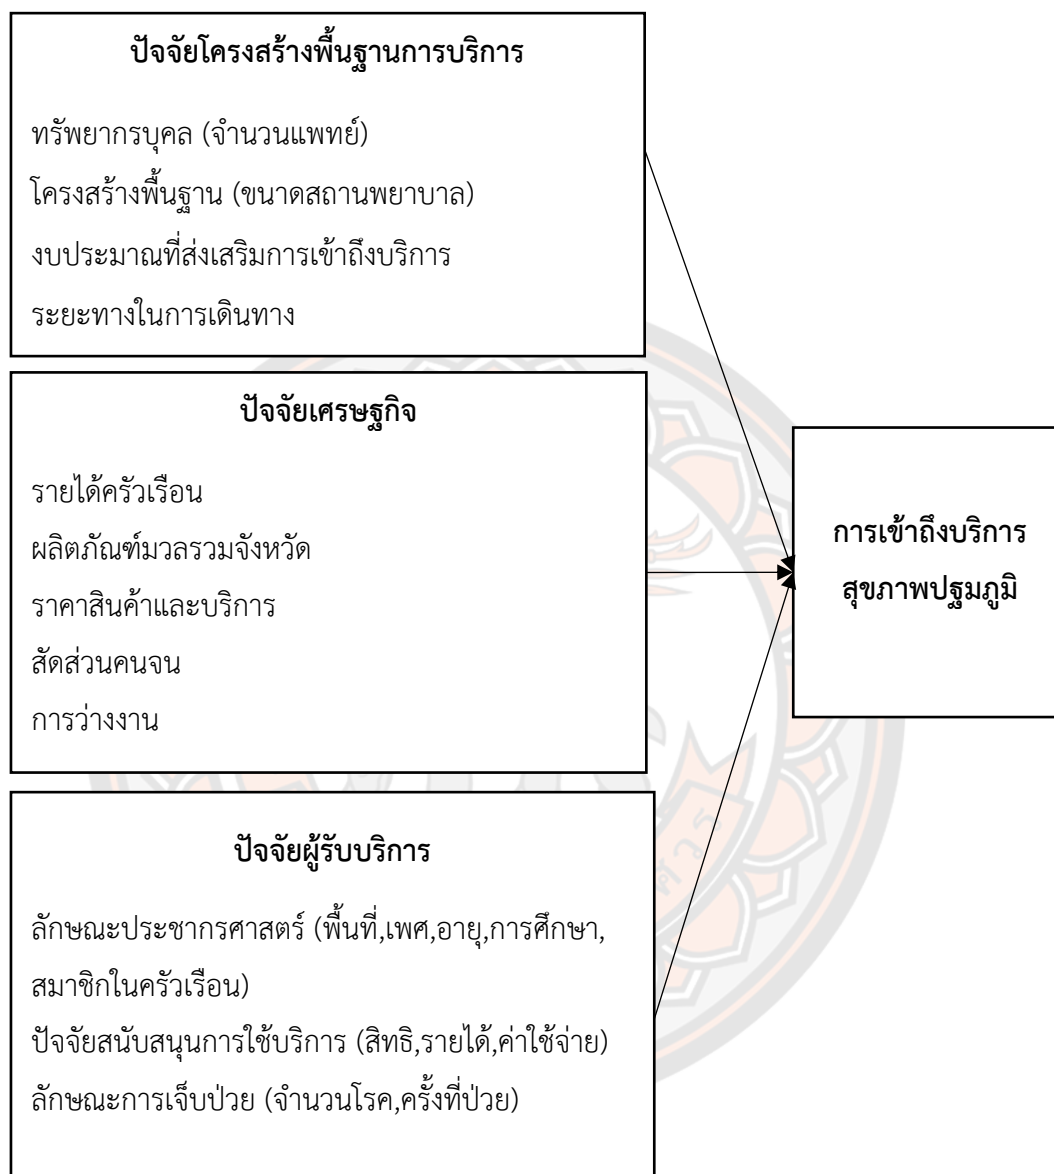 ปัจจัยโครงสร้างพื้นฐานการบริการ
ทรัพยากรบุคล (จำนวนแพทย์)
โครงสร้างพื้นฐาน (ขนาดสถานพยาบาล)
งบประมาณที่ส่งเสริมการเข้าถึงบริการ
ระยะทางในการเดินทาง
ปัจจัยเศรษฐกิจ
รายได้ครัวเรือน
ผลิตภัณฑ์มวลรวมจังหวัด
ราคาสินค้าและบริการ
สัดส่วนคนจน
การว่างงาน
ปัจจัยผู้รับบริการ
ลักษณะประชากรศาสตร์ (พื้นที่,เพศ,อายุ,การศึกษา,
สมาชิกในครัวเรือน)
ปัจจัยสนับสนุนการใช้บริการ (สิทธิ,รายได้,ค่าใช้จ่าย)
ลักษณะการเจ็บป่วย (จำนวนโรค,ครั้งที่ป่วย)
การเข้าถึงบริการ
สุขภาพปฐมภูมิ